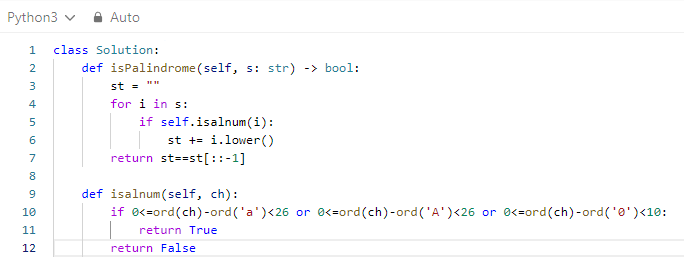 Python3 Auto
1 class Solution:
2     def isPalindrome(self, s: str) -> bool:
3         st = ""
4         for i in s:
5             if self.isalnum(i):
6                 st += i.lower()
7         return st==st[::-1]
8
9     def isalnum(self, ch):
10         if 0<=ord(ch)-ord('a')<26 or 0<=ord(ch)-ord('A')<26 or 0<=ord(ch)-ord('0')<10:
11             return True
12         return False